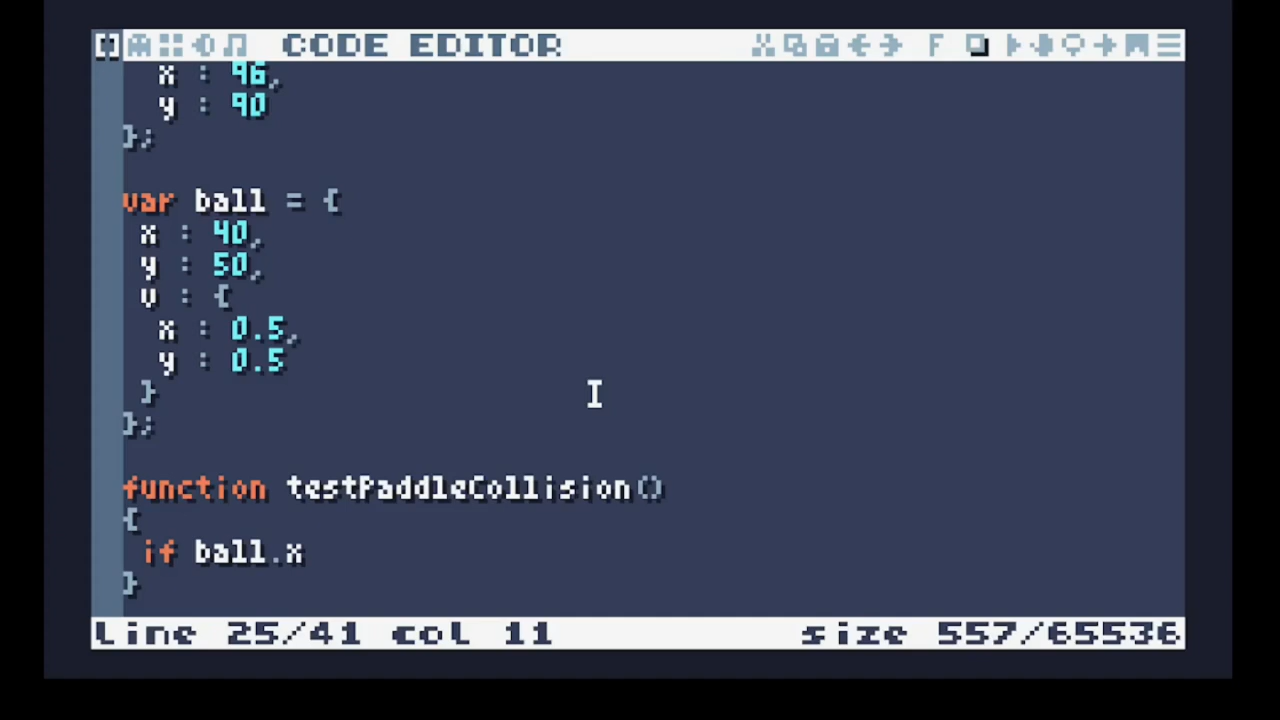 CODE EDITOR F
x : 96,
y : 90
};
var ball = {
x : 40,
y : 50,
v : {
x : 0.5,
y : 0.5
}
};
function testPaddleCollision()
{
if ball.x
}
line 25/41 col 11 size 557/65536